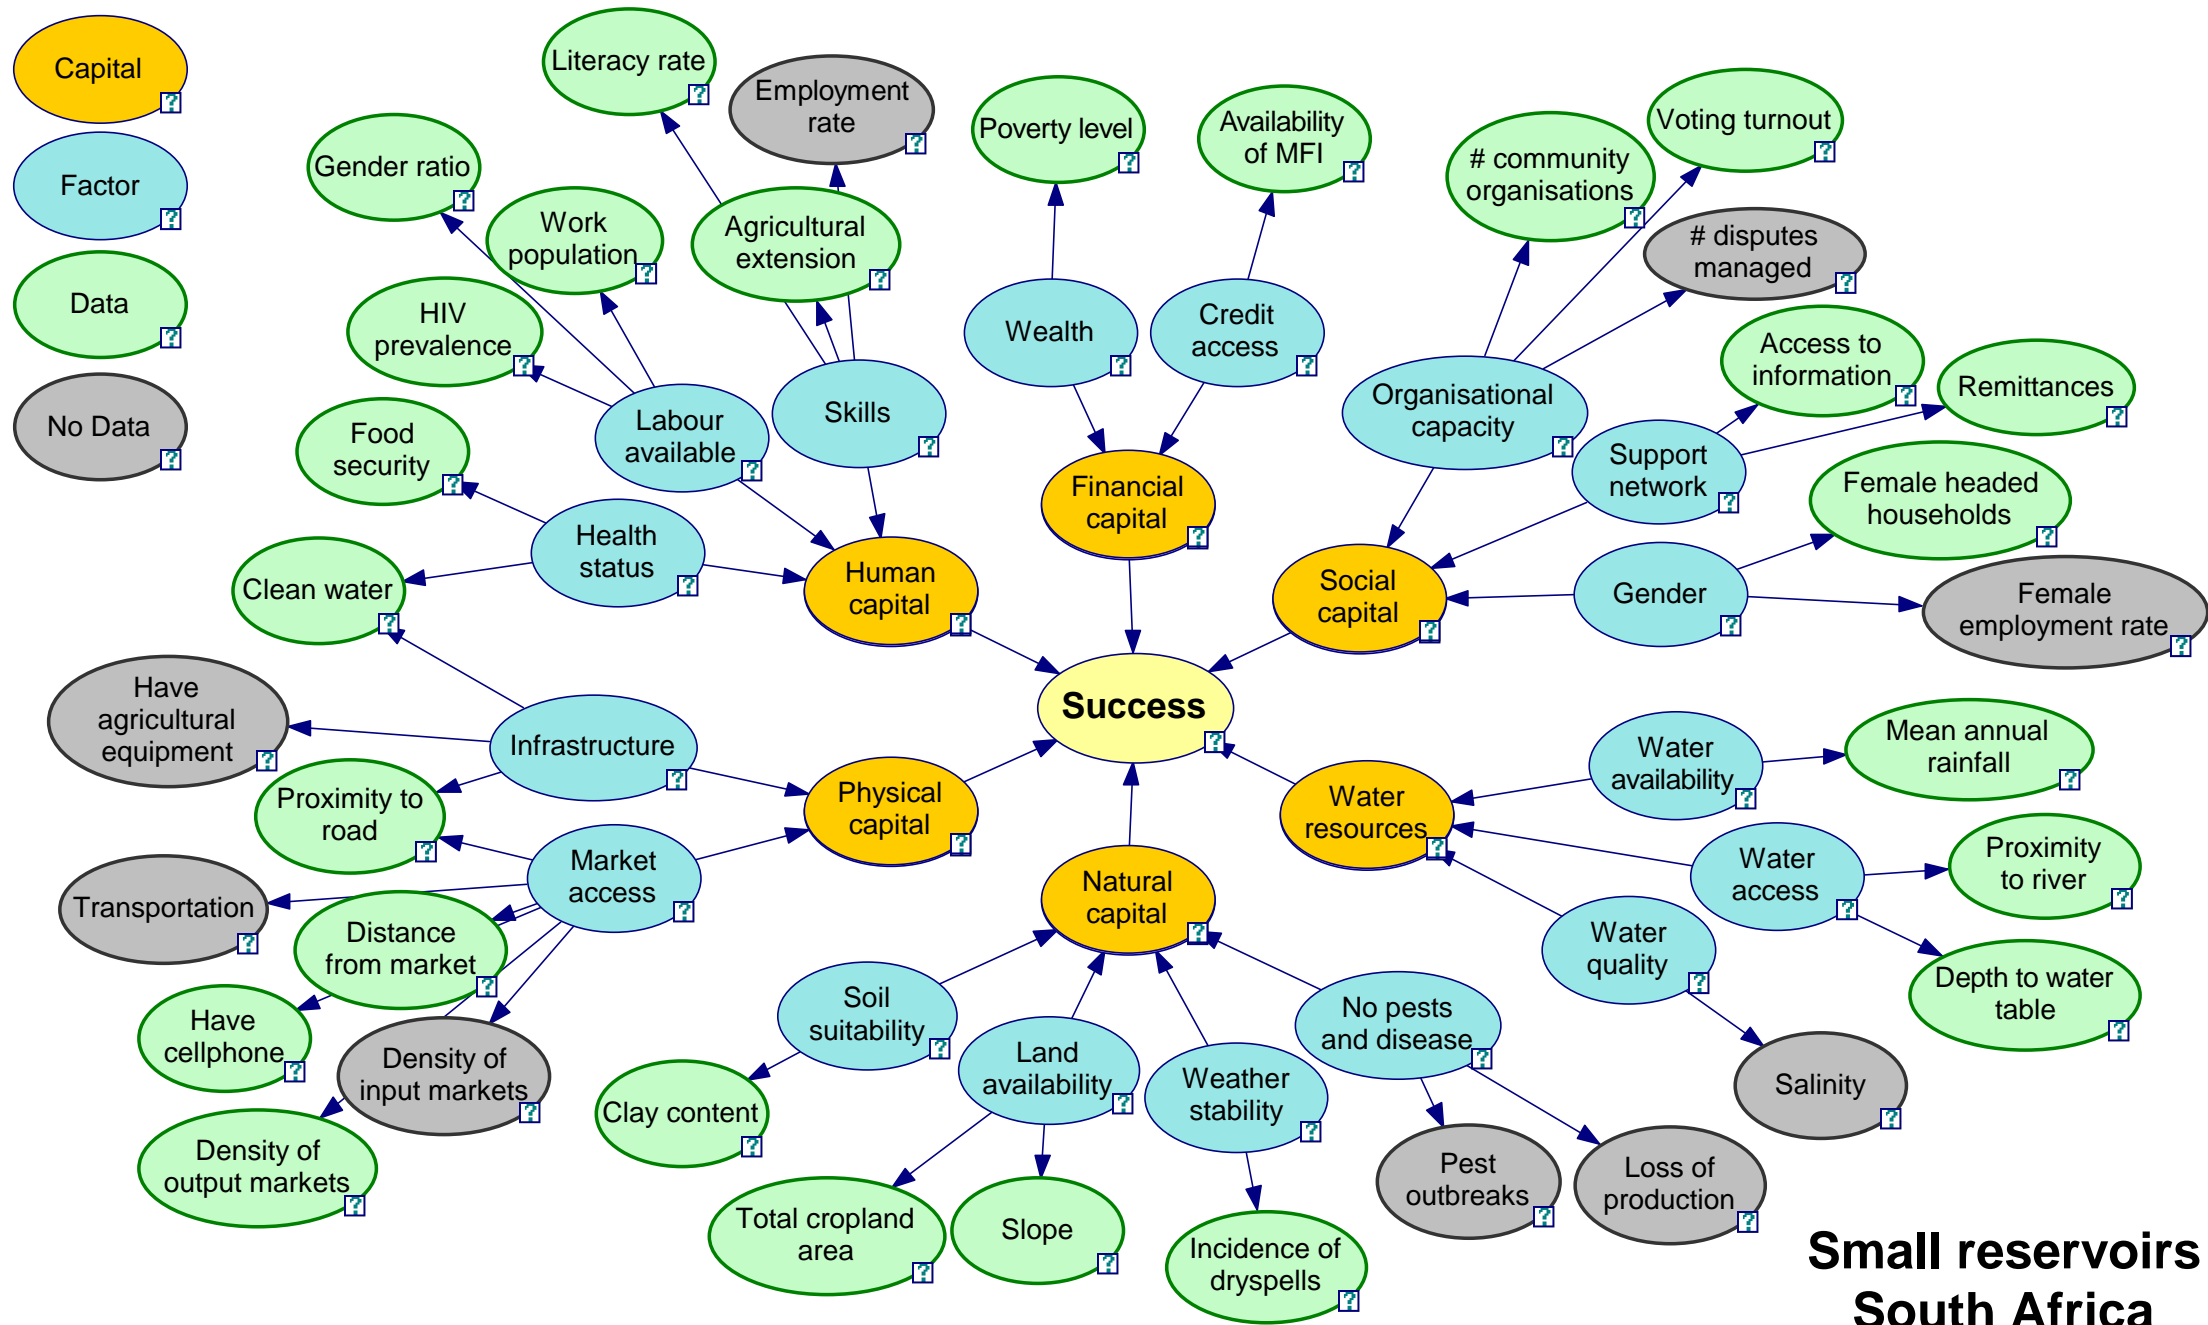 Capital
Factor
Data
No Data
Literacy rate
Employment
rate
Gender ratio
Work
population
Agricultural
extension
HIV
prevalence
Food
security
Labour
available
Skills
Health
status
Clean water
Human
capital
Poverty level
Availability
of MFI
Wealth
Credit
access
Financial
capital
# community
organisations
Voting turnout
# disputes
managed
Access to
information
Remittances
Organisational
capacity
Support
network
Female headed
households
Social
capital
Gender
Female
employment rate
Success
Have
agricultural
equipment
Infrastructure
Proximity to
road
Physical
capital
Market
access
Transportation
Distance
from market
Have
cellphone
Density of
input markets
Density of
output markets
Natural
capital
Soil
suitability
Land
availability
Weather
stability
No pests
and disease
Clay content
Total cropland
area
Slope
Incidence of
dryspells
Pest
outbreaks
Loss of
production
Water
resources
Water
availability
Mean annual
rainfall
Water
access
Proximity
to river
Water
quality
Depth to water
table
Salinity
Small reservoirs
South Africa